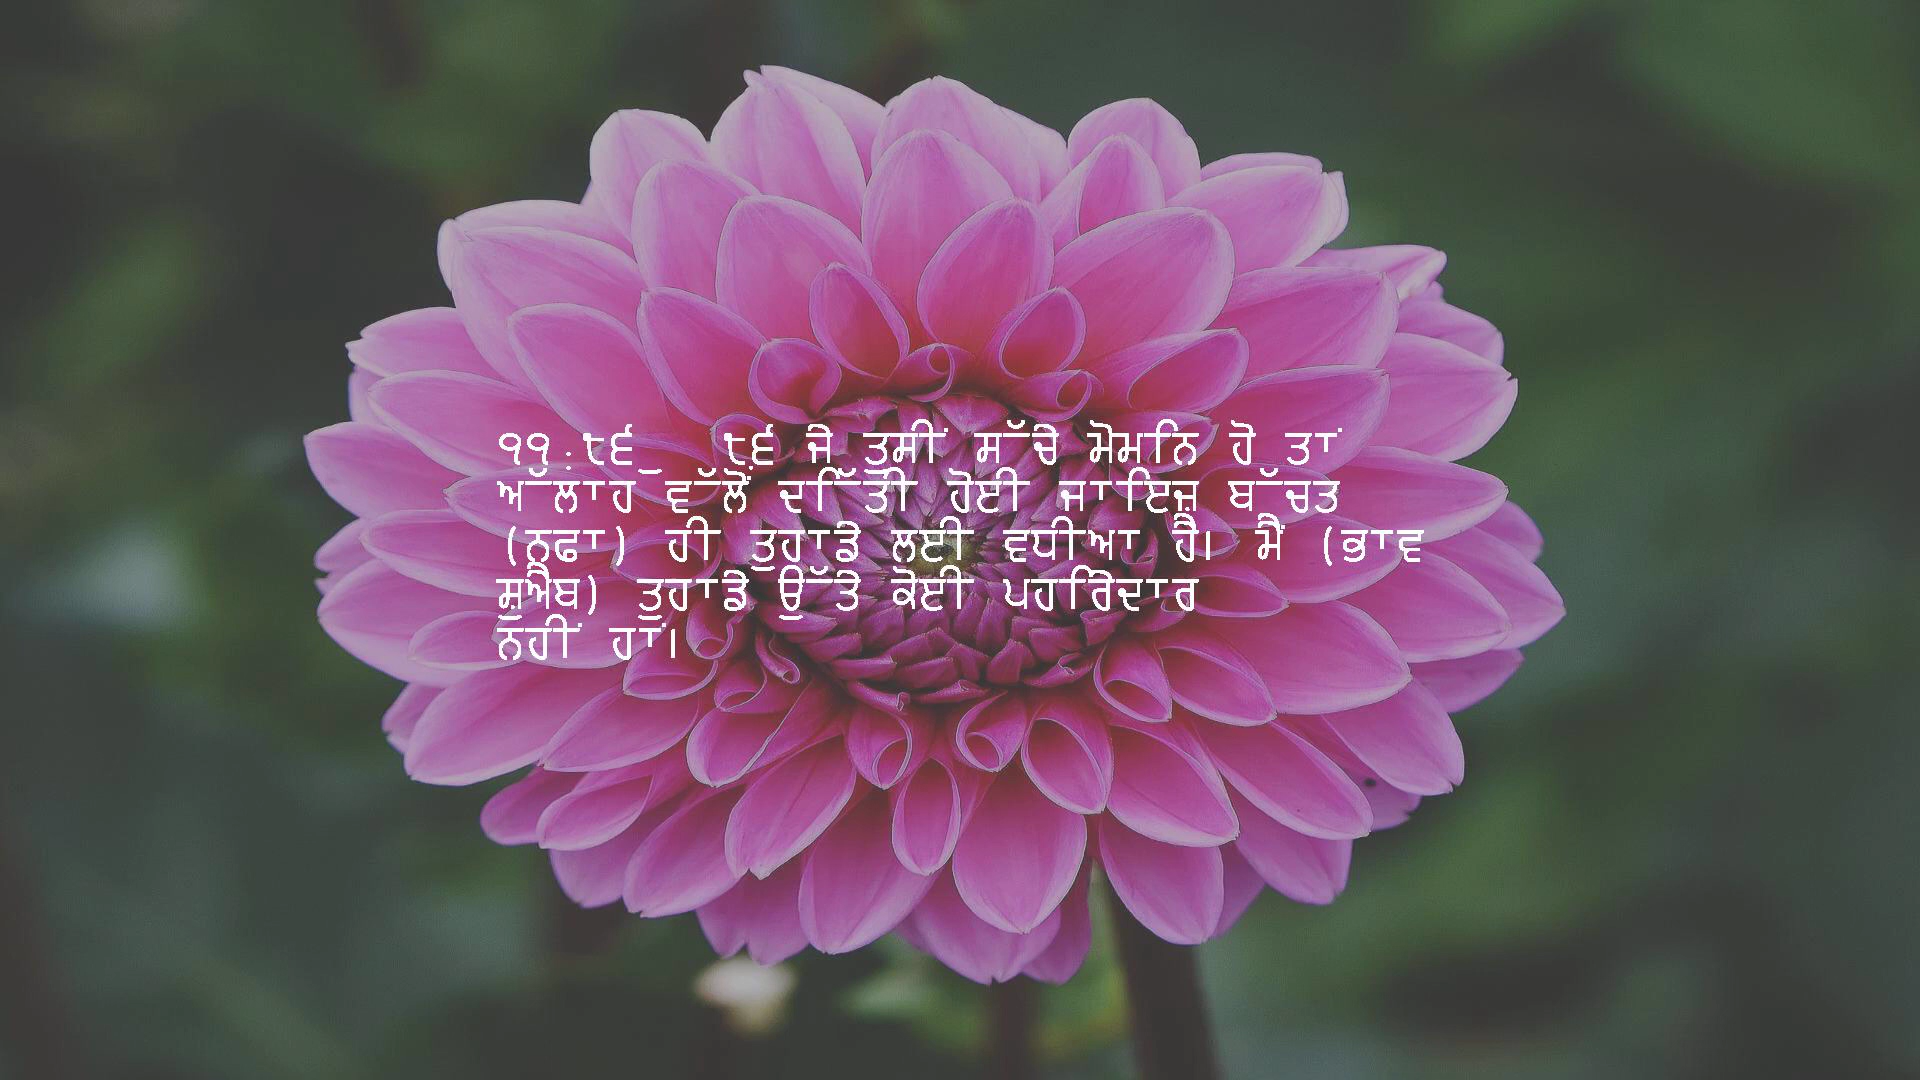 ੧੧:੮੬ ੮੬ ਜੇ ਤੁਸੀਂ ਸੱਚੇ ਮੋਮਨਿ ਹੋ ਤਾਂ
ਅੱਲਾਹ ਵੱਲੋਂ ਦਿੱਤੀ ਹੋਈ ਜਾਇਜ਼ ਬੱਚਤ
(ਨਫਾ) ਹੀ ਤੁਹਾਡੇ ਲਈ ਵਧੀਆ ਹੈ। ਮੈਂ (ਭਾਵ
ਸ਼ੁਐਬ) ਤੁਹਾਡੇ ਉੱਤੇ ਕੋਈ ਪਹਰਿੇਦਾਰ
ਨਹੀਂ ਹਾਂ।